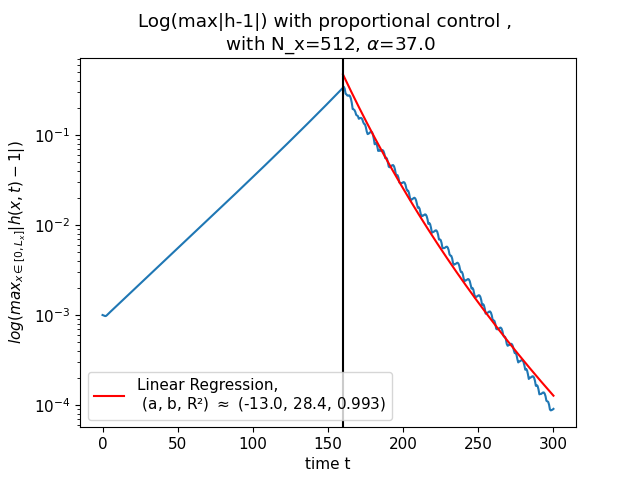 Log(max|h-1|) with proportional control ,
with N_x=512, α=37.0
log(max_{x∈[0,L_x]}|h(x, t) − 1|)
10⁻¹
10⁻²
10⁻³
10⁻⁴
Linear Regression,
(a, b, R²) ≈ (-13.0, 28.4, 0.993)
0 50 100 150 200 250 300
time t